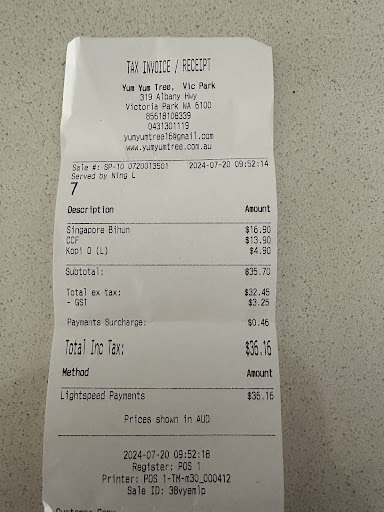 TAX INVOICE / RECEIPT
Yum Yum Tree, Vic Park
319 Albany Hwy
Victoria Park WA 6100
85618108339
0431301119
yumyumtree16@gmail.com
www.yumyumtree.com.au
Sale #: SP-10 0720013501 2024-07-20 09:52:14
Served by Ning L
7
Description Amount
Singapore Bihun $16.90
CCF $13.90
Kopi O (L) $4.90
Subtotal: $35.70
Total ex tax: $32.45
- GST $3.25
Payments Surcharge: $0.46
Total Inc Tax: $36.16
Method Amount
Lightspeed Payments $36.16
Prices shown in AUD
2024-07-20 09:52:18
Register: POS 1
Printer: POS 1-TM-m30_000412
Sale ID: 38vyemlp
Customer Copy